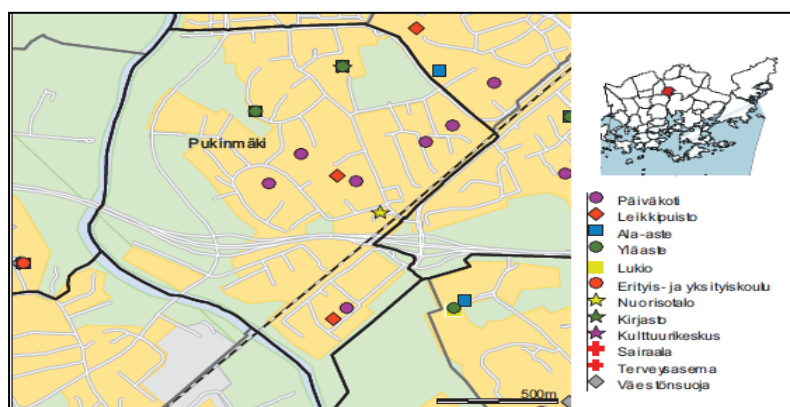 Pukinmäki
500m
Päiväkoti
Leikkipuisto
Ala-aste
Yläaste
Lukio
Erityis- ja yksityiskoulu
Nuorisotalo
Kirjasto
Kulttuurikeskus
Sairaala
Terveysasema
Väestönsuoja